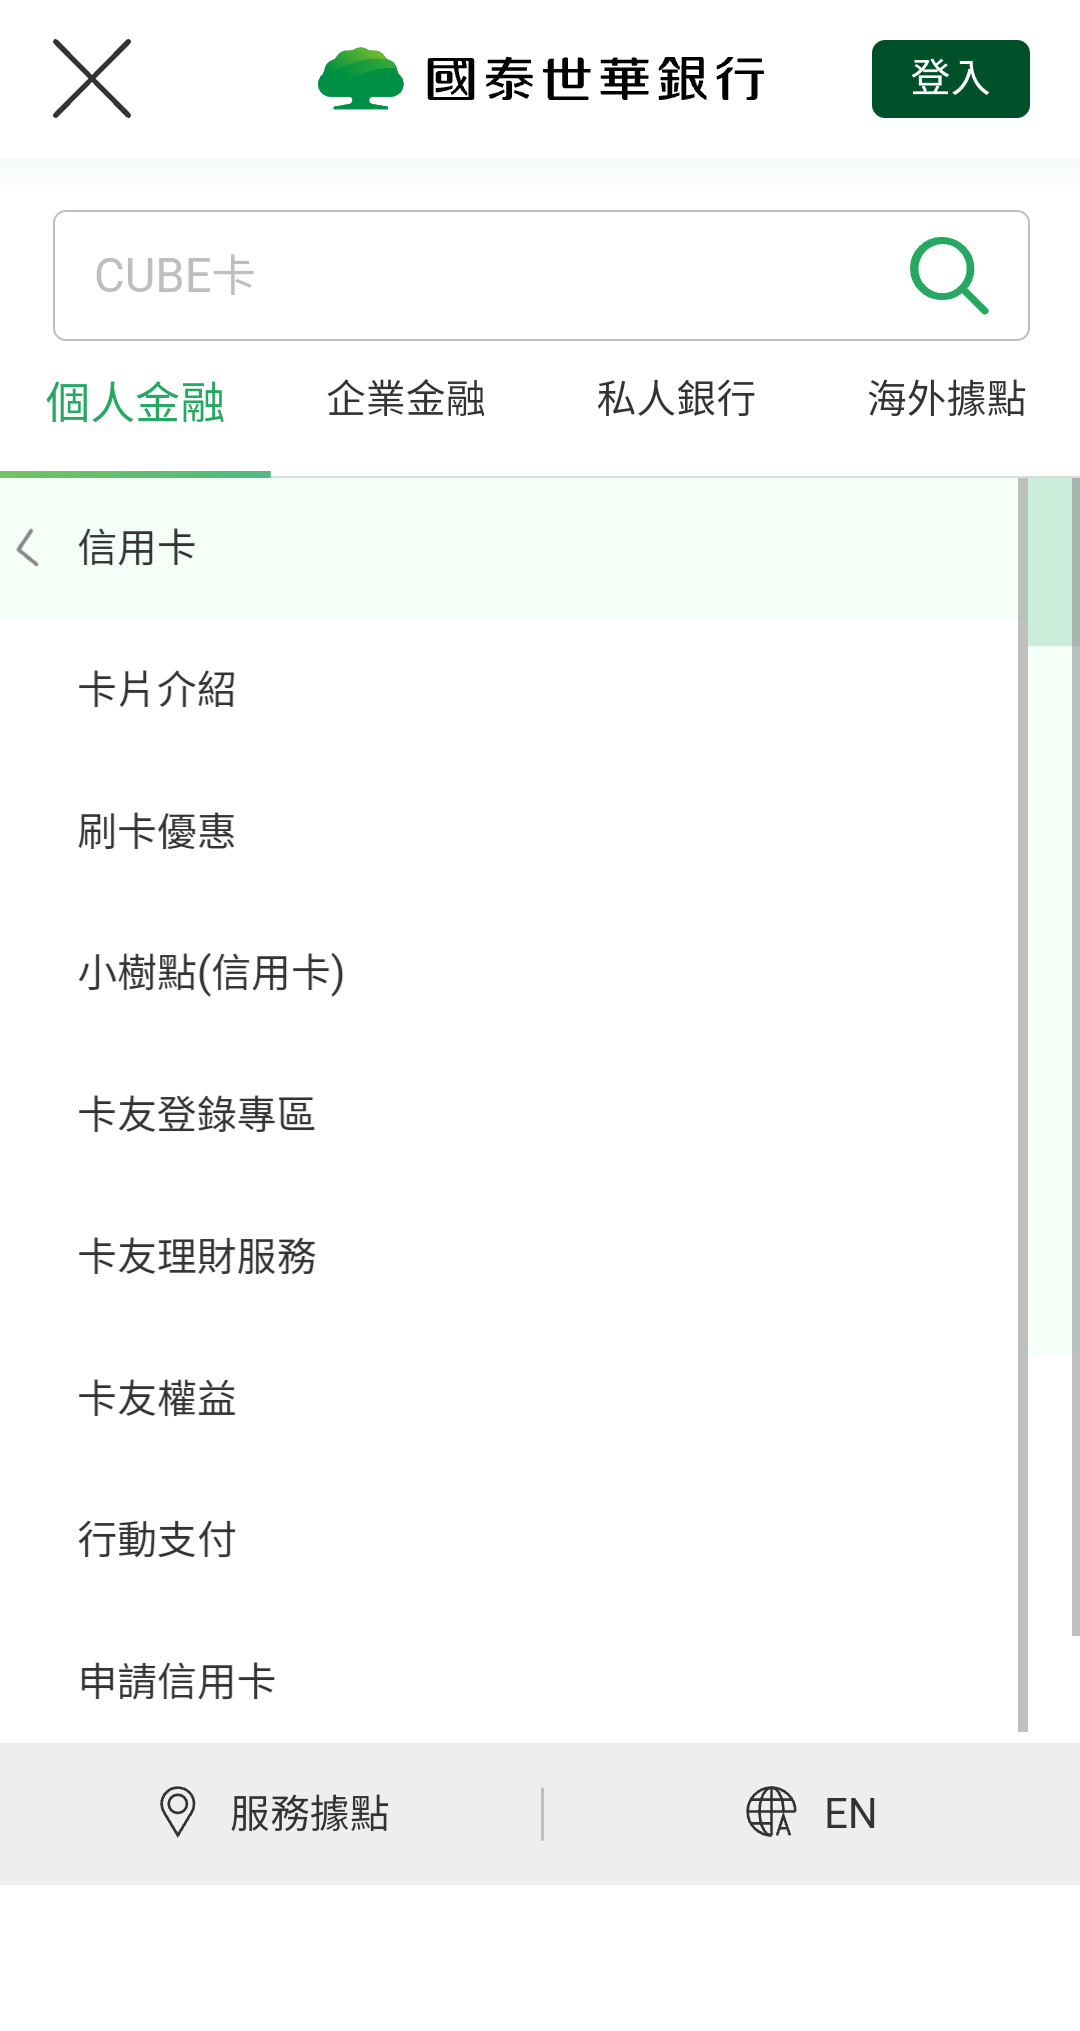 國泰世華銀行
登入
CUBE卡
個人金融
企業金融
私人銀行
海外據點
信用卡
卡片介紹
刷卡優惠
小樹點(信用卡)
卡友登錄專區
卡友理財服務
卡友權益
行動支付
申請信用卡
服務據點
EN